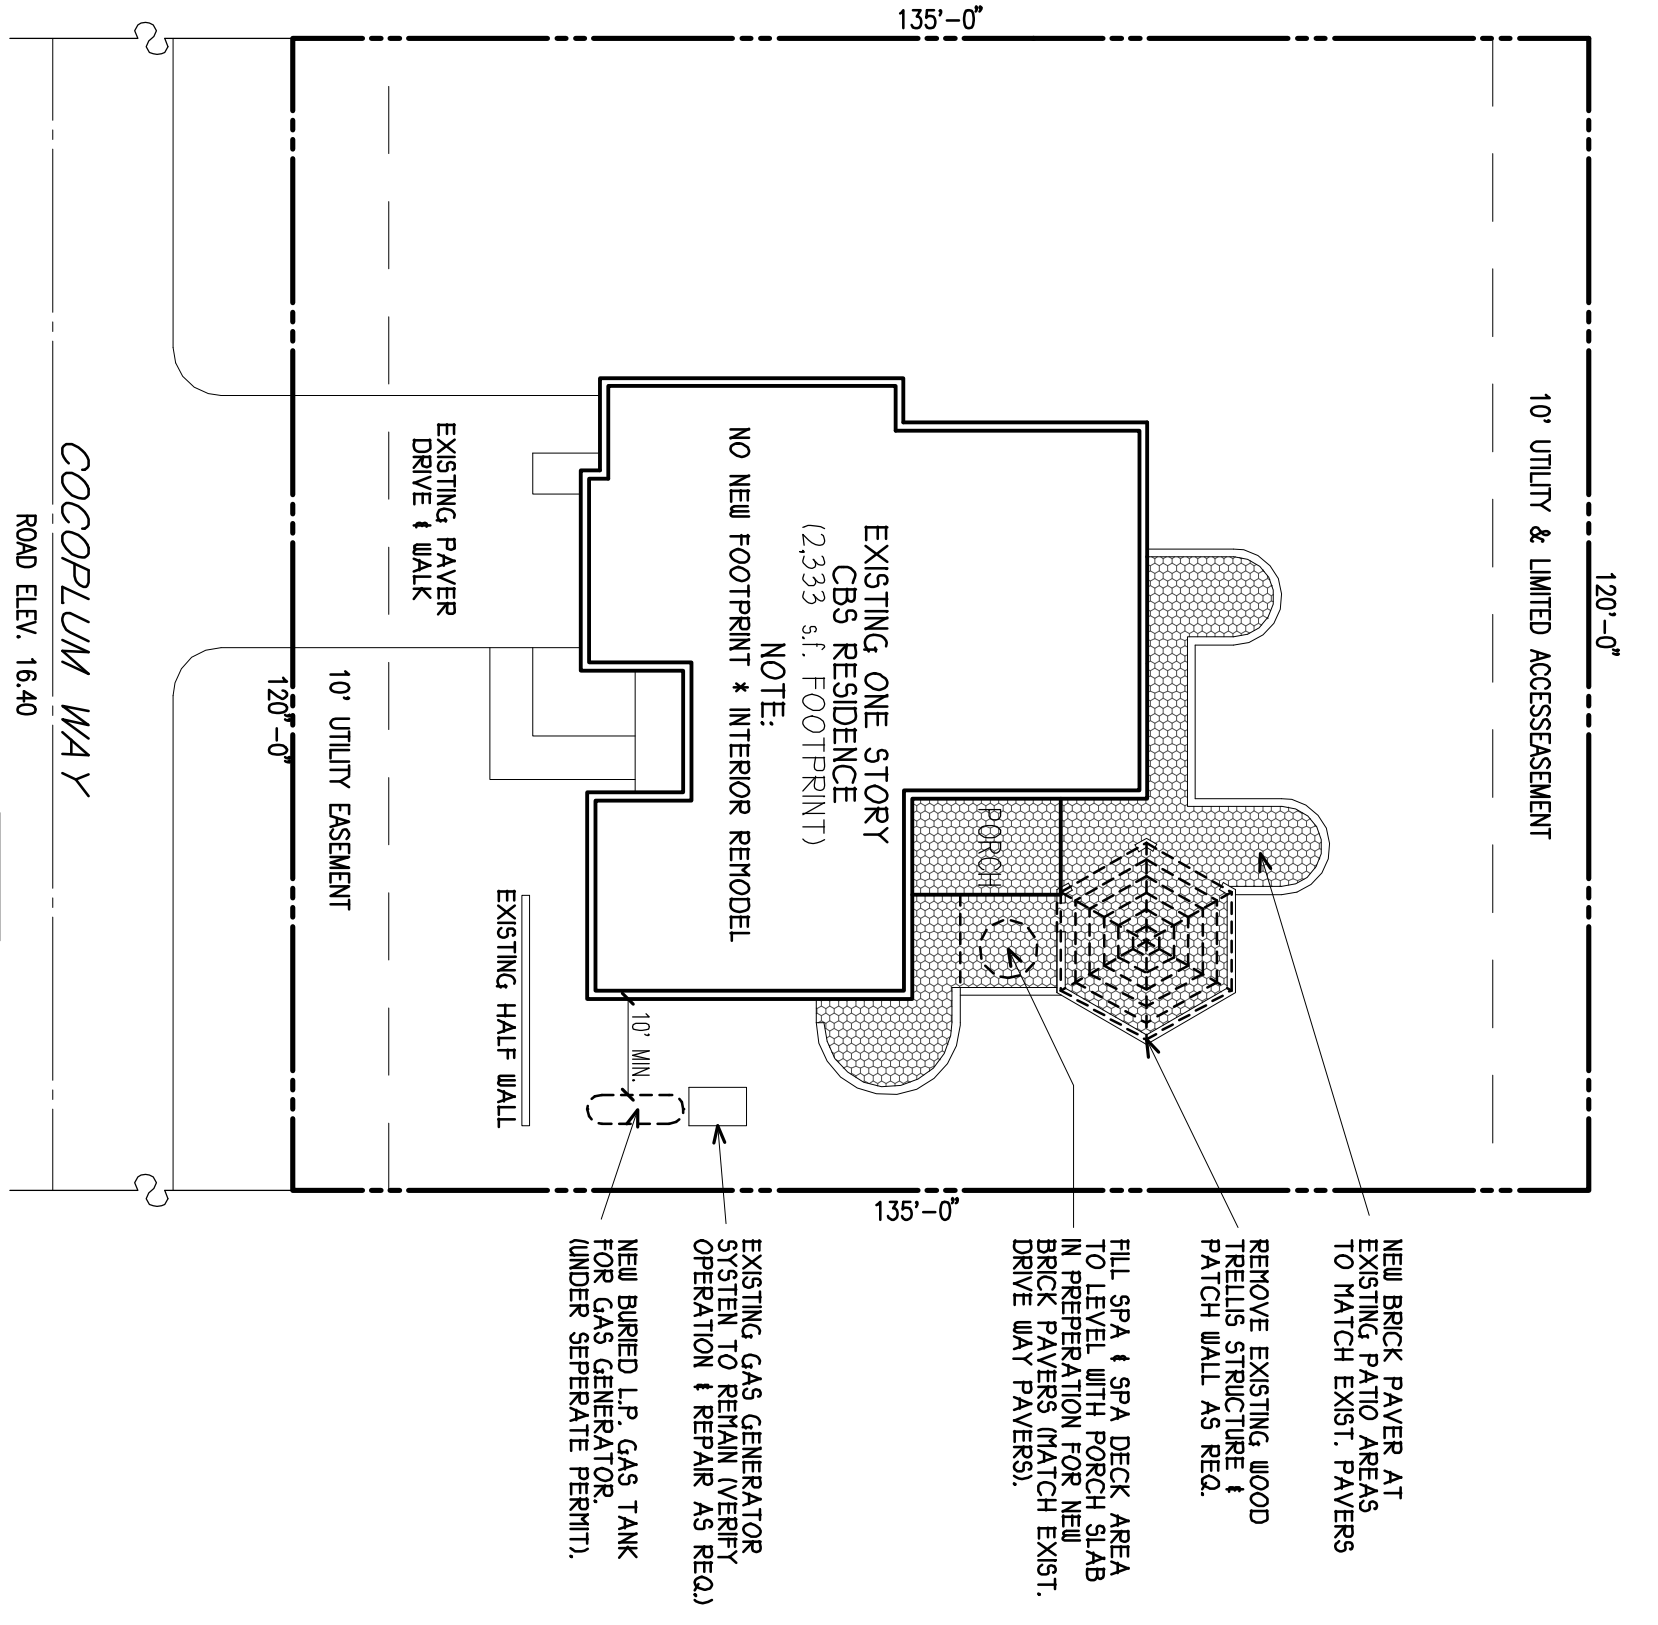 135'-0"
120'-0"
10' UTILITY & LIMITED ACCESSEASEMENT
NEW BRICK PAVER AT
EXISTING PATIO AREAS
TO MATCH EXIST. PAVERS
REMOVE EXISTING WOOD
TRELLIS STRUCTURE &
PATCH WALL AS REQ.
FILL SPA & SPA DECK AREA
TO LEVEL WITH PORCH SLAB
IN PREPERATION FOR NEW
BRICK PAVERS (MATCH EXIST.
DRIVE WAY PAVERS).
PORCH
135'-0"
EXISTING ONE STORY
CBS RESIDENCE
(2,333 s.f. FOOTPRINT)
NOTE:
NO NEW FOOTPRINT * INTERIOR REMODEL
EXISTING GAS GENERATOR
SYSTEN TO REMAIN (VERIFY
OPERATION & REPAIR AS REQ.)
10' MIN.
NEW BURIED L.P. GAS TANK
FOR GAS GENERATOR.
(UNDER SEPERATE PERMIT).
EXISTING HALF WALL
EXISTING PAVER
DRIVE & WALK
10' UTILITY EASEMENT
120'-0"
COCOPLUM WAY
ROAD ELEV. 16.40